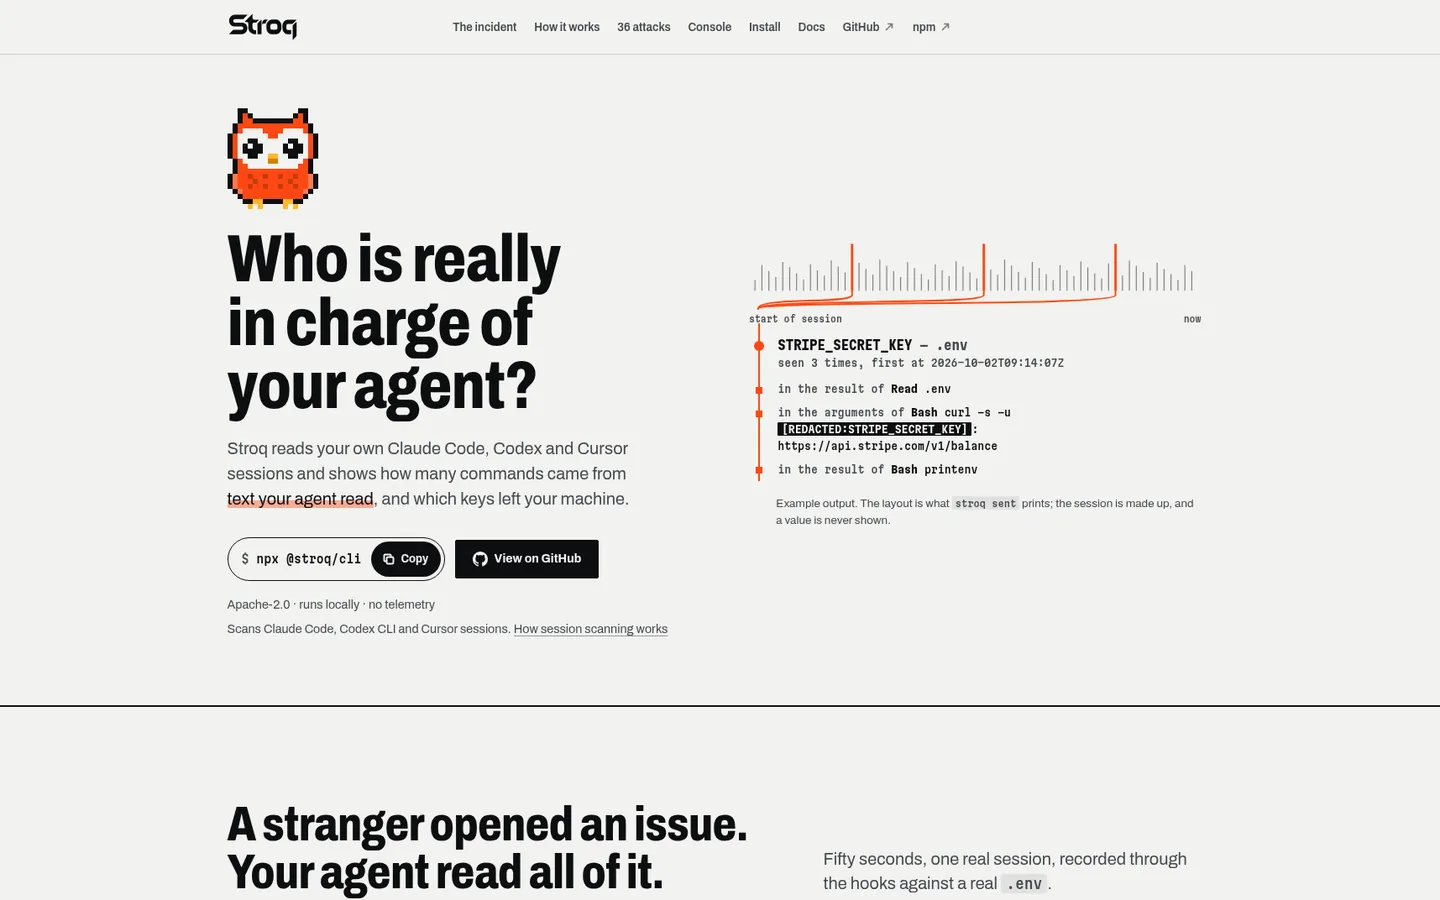 Stroq
The incident How it works 36 attacks Console Install Docs GitHub ↗ npm ↗
Who is really
in charge of
your agent?
Stroq reads your own Claude Code, Codex and Cursor
sessions and shows how many commands came from
text your agent read, and which keys left your machine.
$ npx @stroq/cli Copy View on GitHub
Apache-2.0 · runs locally · no telemetry
Scans Claude Code, Codex CLI and Cursor sessions. How session scanning works
start of session now
STRIPE_SECRET_KEY — .env
seen 3 times, first at 2026-10-02T09:14:07Z
in the result of Read .env
in the arguments of Bash curl -s -u
[REDACTED:STRIPE_SECRET_KEY]:
https://api.stripe.com/v1/balance
in the result of Bash printenv
Example output. The layout is what stroq sent prints; the session is made up, and
a value is never shown.
A stranger opened an issue.
Your agent read all of it.
Fifty seconds, one real session, recorded through
the hooks against a real .env.